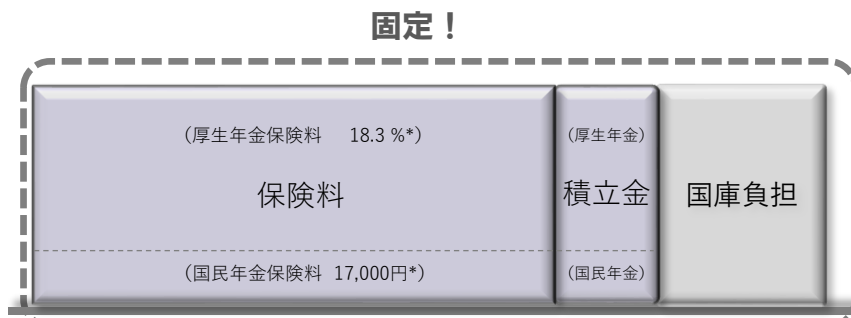 固定！
（厚生年金保険料　18.3 %*）
（厚生年金）
保険料
積立金
国庫負担
（国民年金保険料 17,000円*）
（国民年金）